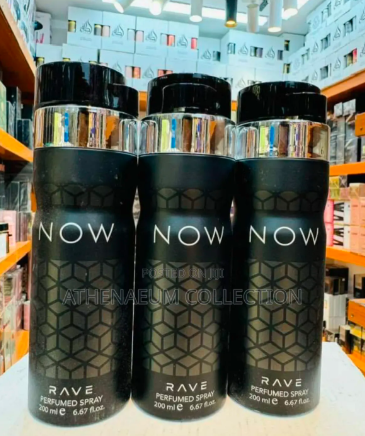 NOW
RAVE
PERFUMED SPRAY
200 ml e 6.67 fl.oz.
NOW
RAVE
PERFUMED SPRAY
200 ml e 6.67 fl.oz.
NOW
RAVE
PERFUMED SPRAY
200 ml e 6.67 fl.oz.
ATHENAEUM COLLECTION